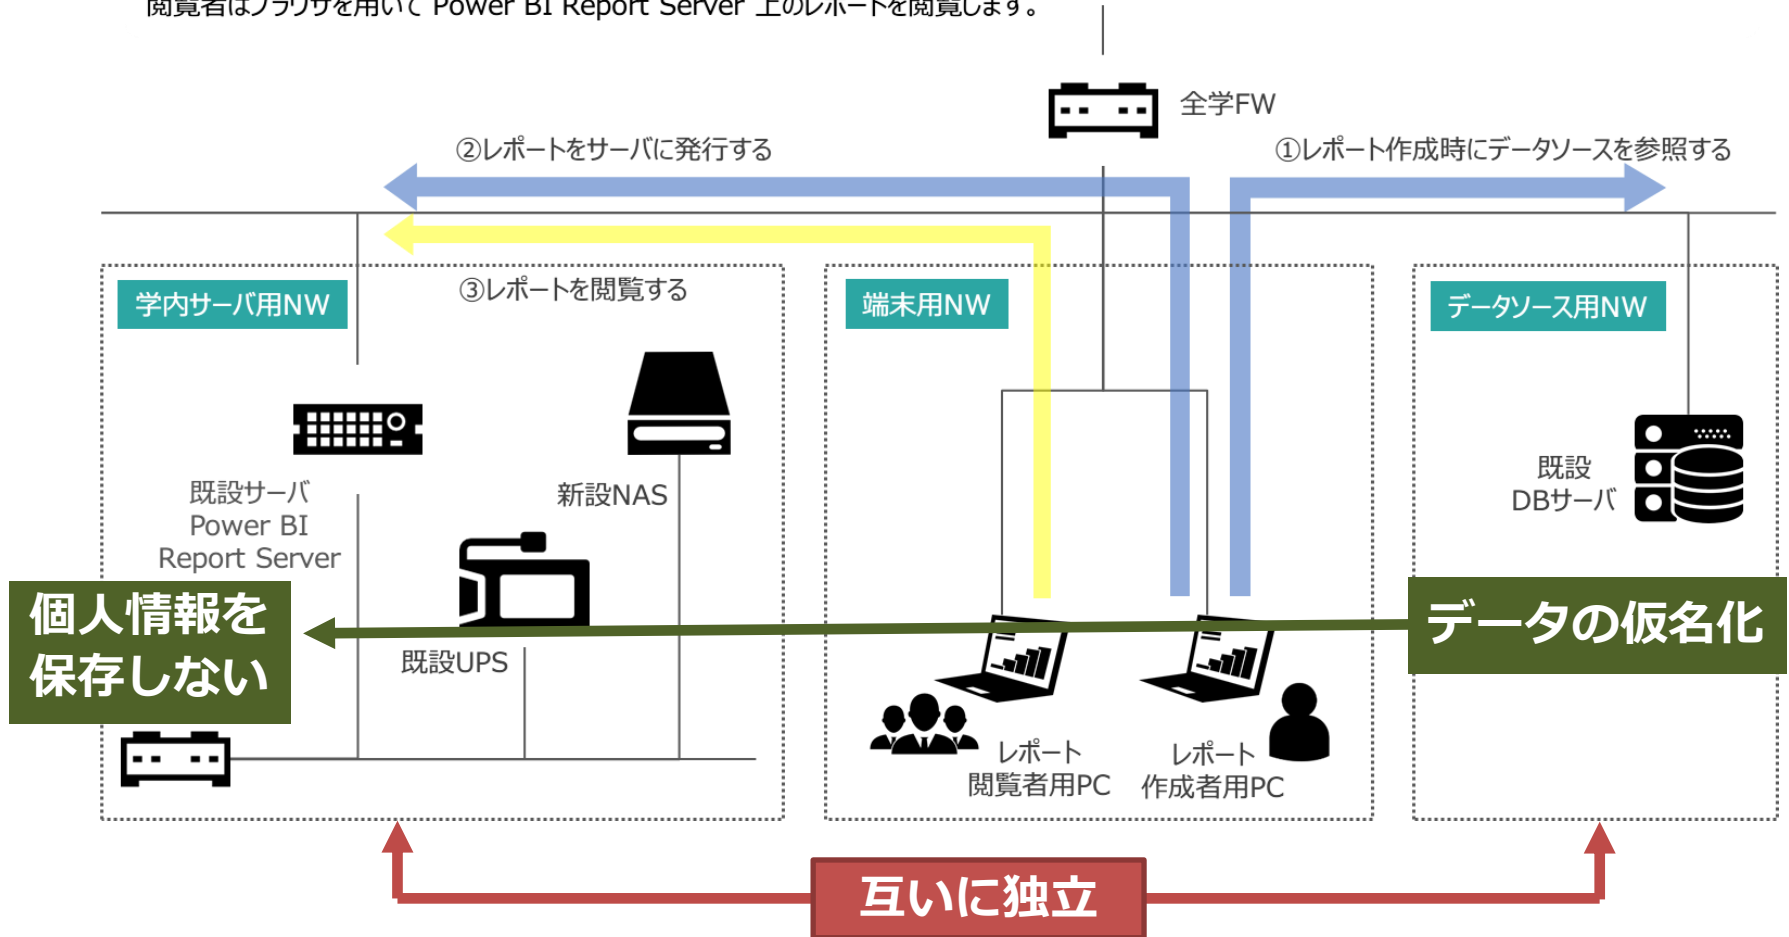 閲覧者はブラウザを用いて Power BI Report Server 上のレポートを閲覧します。
全学FW
②レポートをサーバに発行する
①レポート作成時にデータソースを参照する
学内サーバ用NW
③レポートを閲覧する
端末用NW
データソース用NW
既設サーバ
Power BI
Report Server
新設NAS
既設
DBサーバ
個人情報を
保存しない
既設UPS
データの仮名化
レポート
閲覧者用PC
レポート
作成者用PC
互いに独立